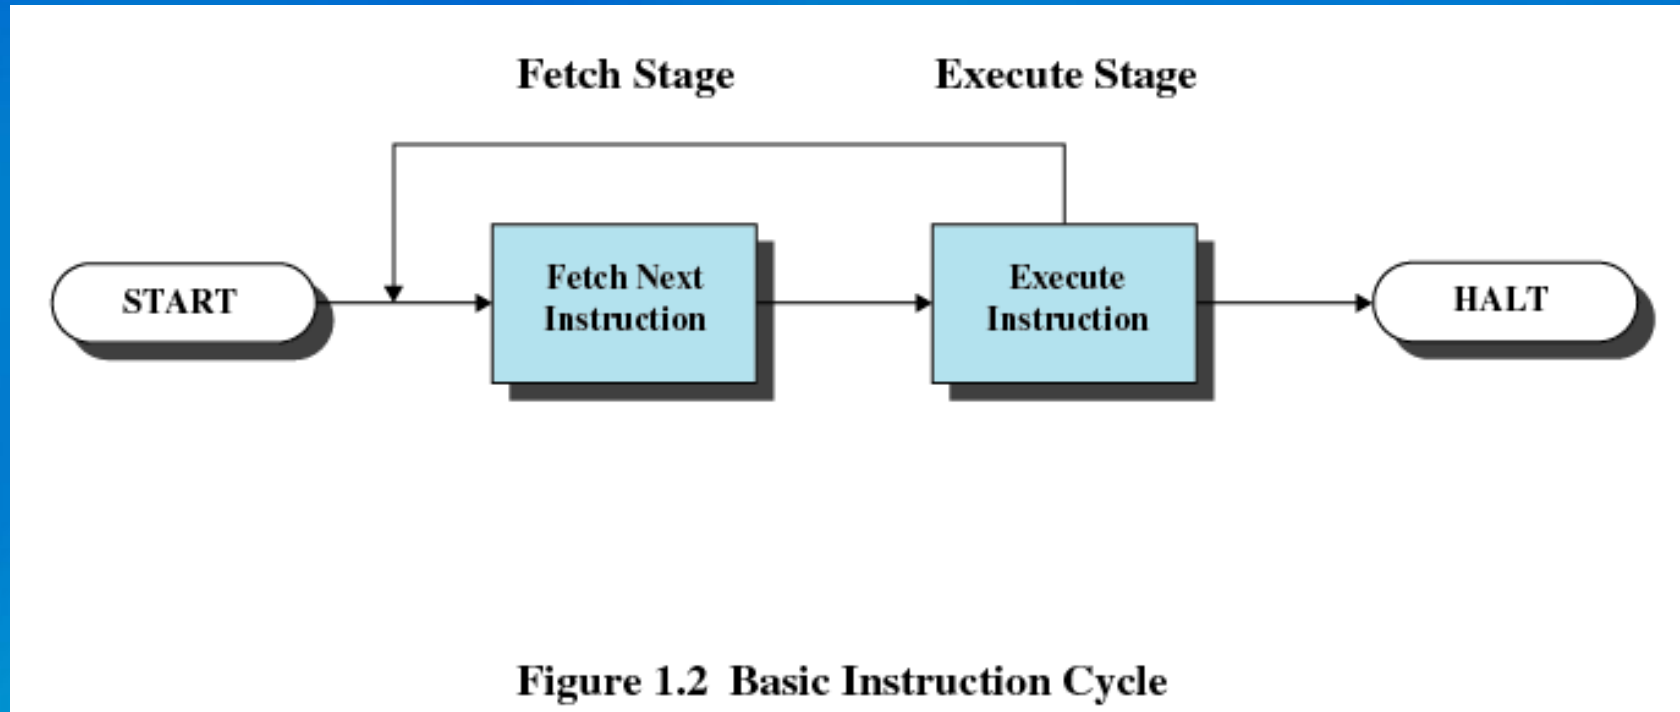 Fetch Stage
Execute Stage
START
Fetch Next
Instruction
Execute
Instruction
HALT
Figure 1.2 Basic Instruction Cycle